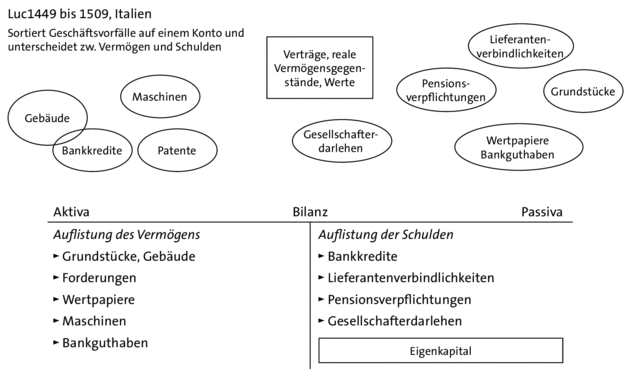 Luc1449 bis 1509, Italien
Sortiert Geschäftsvorfälle auf einem Konto und
unterscheidet zw. Vermögen und Schulden
Verträge, reale
Vermögensgegen-
stände, Werte
Lieferanten-
verbindlichkeiten
Maschinen
Pensions-
verpflichtungen
Grundstücke
Gebäude
Bankkredite
Patente
Gesellschafter-
darlehen
Wertpapiere
Bankguthaben
Aktiva Bilanz Passiva
Auflistung des Vermögens
► Grundstücke, Gebäude
► Forderungen
► Wertpapiere
► Maschinen
► Bankguthaben
Auflistung der Schulden
► Bankkredite
► Lieferantenverbindlichkeiten
► Pensionsverpflichtungen
► Gesellschafterdarlehen
Eigenkapital